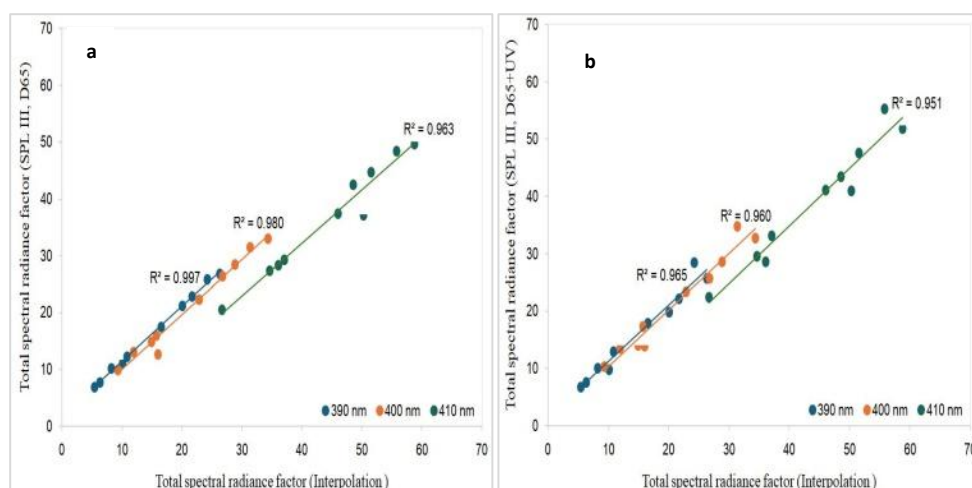 a
Total spectral radiance factor (SPL III, D65)
70
60
50
40
30
20
10
0
R² = 0.963
R² = 0.980
R² = 0.997
390 nm 400 nm 410 nm
0 10 20 30 40 50 60 70
Total spectral radiance factor (Interpolation )
b
Total spectral radiance factor (SPL III, D65+UV)
70
60
50
40
30
20
10
0
R² = 0.951
R² = 0.960
R² = 0.965
390 nm 400 nm 410 nm
0 10 20 30 40 50 60 70
Total spectral radiance factor (Interpolation )